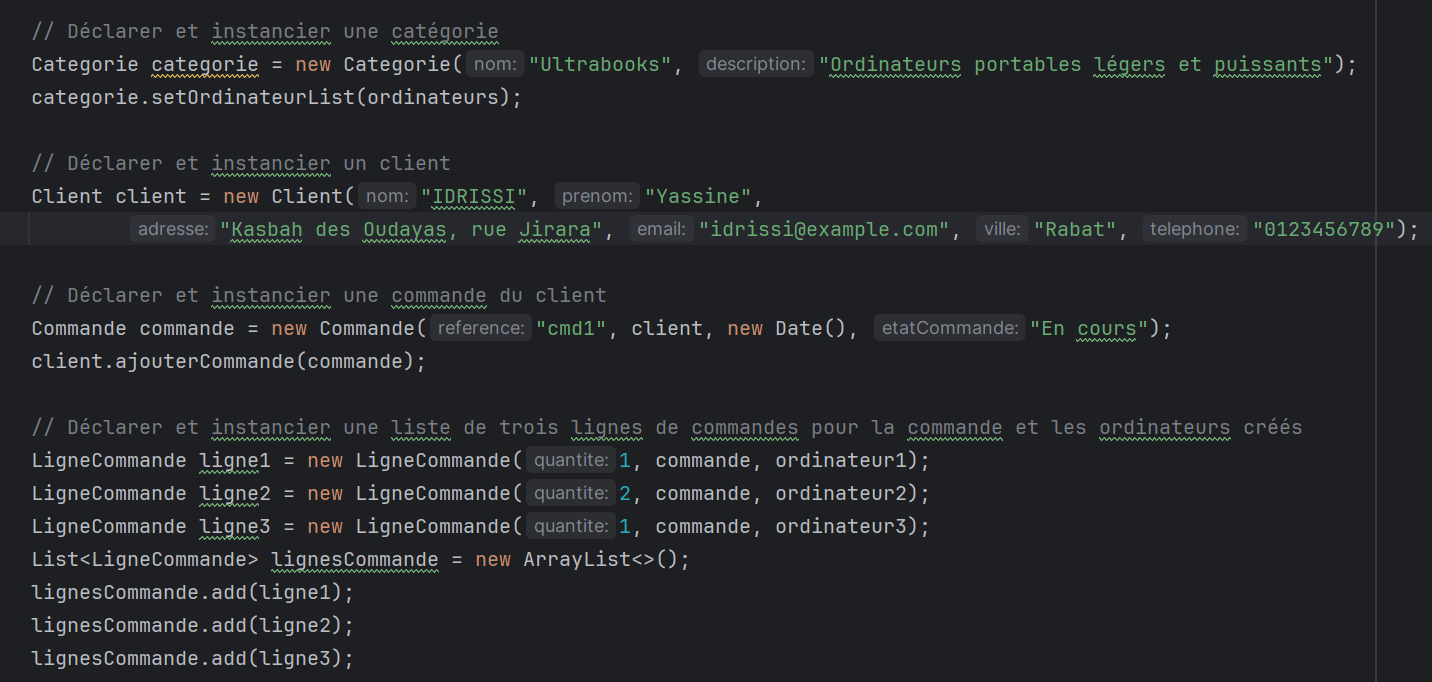 // Déclarer et instancier une catégorie
Categorie categorie = new Categorie( nom: "Ultrabooks", description: "Ordinateurs portables légers et puissants");
categorie.setOrdinateurList(ordinateurs);
// Déclarer et instancier un client
Client client = new Client( nom: "IDRISSI", prenom: "Yassine",
adresse: "Kasbah des Oudayas, rue Jirara", email: "idrissi@example.com", ville: "Rabat", telephone: "0123456789");
// Déclarer et instancier une commande du client
Commande commande = new Commande( reference: "cmd1", client, new Date(), etatCommande: "En cours");
client.ajouterCommande(commande);
// Déclarer et instancier une liste de trois lignes de commandes pour la commande et les ordinateurs créés
LigneCommande ligne1 = new LigneCommande( quantite: 1, commande, ordinateur1);
LigneCommande ligne2 = new LigneCommande( quantite: 2, commande, ordinateur2);
LigneCommande ligne3 = new LigneCommande( quantite: 1, commande, ordinateur3);
List<LigneCommande> lignesCommande = new ArrayList<>();
lignesCommande.add(ligne1);
lignesCommande.add(ligne2);
lignesCommande.add(ligne3);